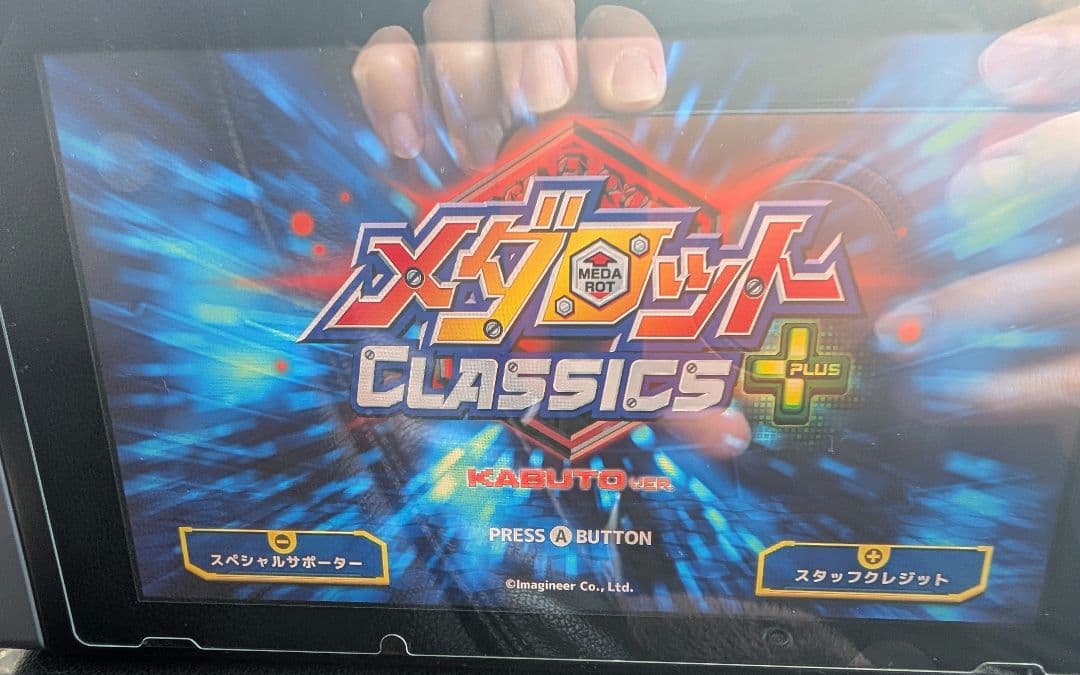 メダロット
MEDA
ROT
CLASSICS
PLUS
KABUTO VER.
PRESS A BUTTON
スペシャルサポーター
スタッフクレジット
©Imagineer Co., Ltd.